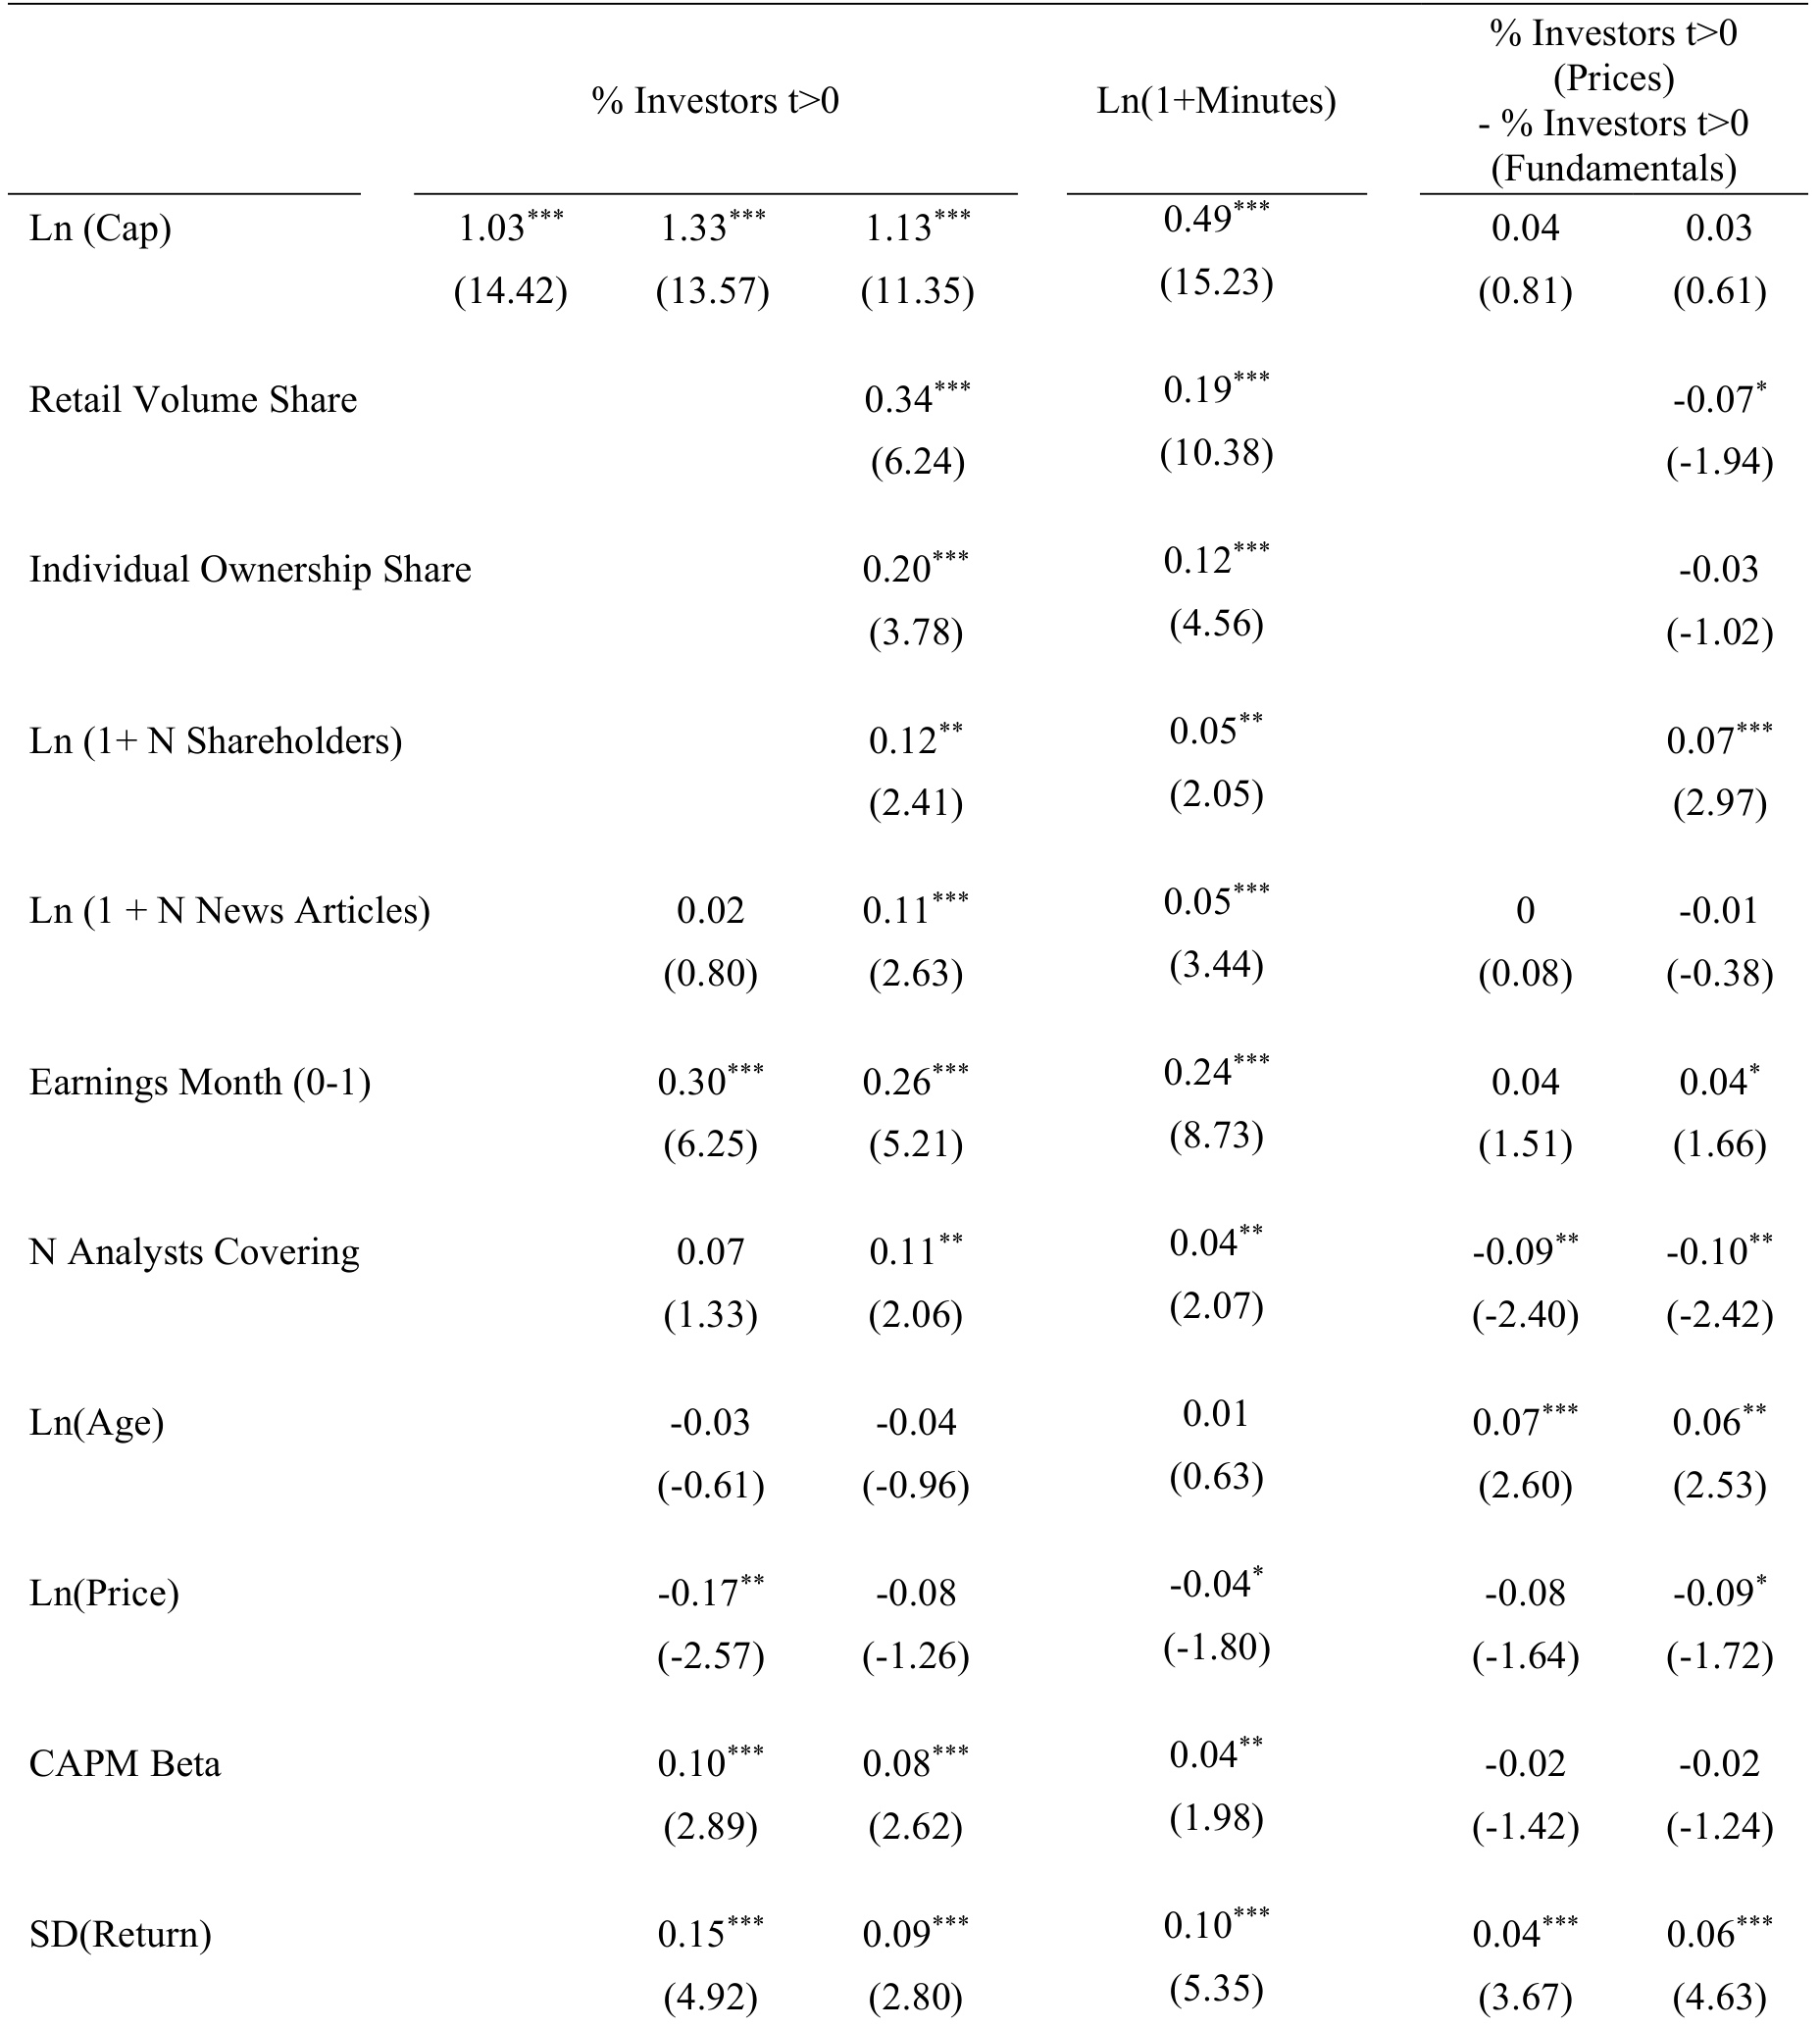 % Investors t>0
Ln(1+Minutes)
% Investors t>0
(Prices)
- % Investors t>0
(Fundamentals)
Ln (Cap) 1.03*** 1.33*** 1.13*** 0.49*** 0.04 0.03
(14.42) (13.57) (11.35) (15.23) (0.81) (0.61)
Retail Volume Share 0.34*** 0.19*** -0.07*
(6.24) (10.38) (-1.94)
Individual Ownership Share 0.20*** 0.12*** -0.03
(3.78) (4.56) (-1.02)
Ln (1+ N Shareholders) 0.12** 0.05** 0.07***
(2.41) (2.05) (2.97)
Ln (1 + N News Articles) 0.02 0.11*** 0.05*** 0 -0.01
(0.80) (2.63) (3.44) (0.08) (-0.38)
Earnings Month (0-1) 0.30*** 0.26*** 0.24*** 0.04 0.04*
(6.25) (5.21) (8.73) (1.51) (1.66)
N Analysts Covering 0.07 0.11** 0.04** -0.09** -0.10**
(1.33) (2.06) (2.07) (-2.40) (-2.42)
Ln(Age) -0.03 -0.04 0.01 0.07*** 0.06**
(-0.61) (-0.96) (0.63) (2.60) (2.53)
Ln(Price) -0.17** -0.08 -0.04* -0.08 -0.09*
(-2.57) (-1.26) (-1.80) (-1.64) (-1.72)
CAPM Beta 0.10*** 0.08*** 0.04** -0.02 -0.02
(2.89) (2.62) (1.98) (-1.42) (-1.24)
SD(Return) 0.15*** 0.09*** 0.10*** 0.04*** 0.06***
(4.92) (2.80) (5.35) (3.67) (4.63)